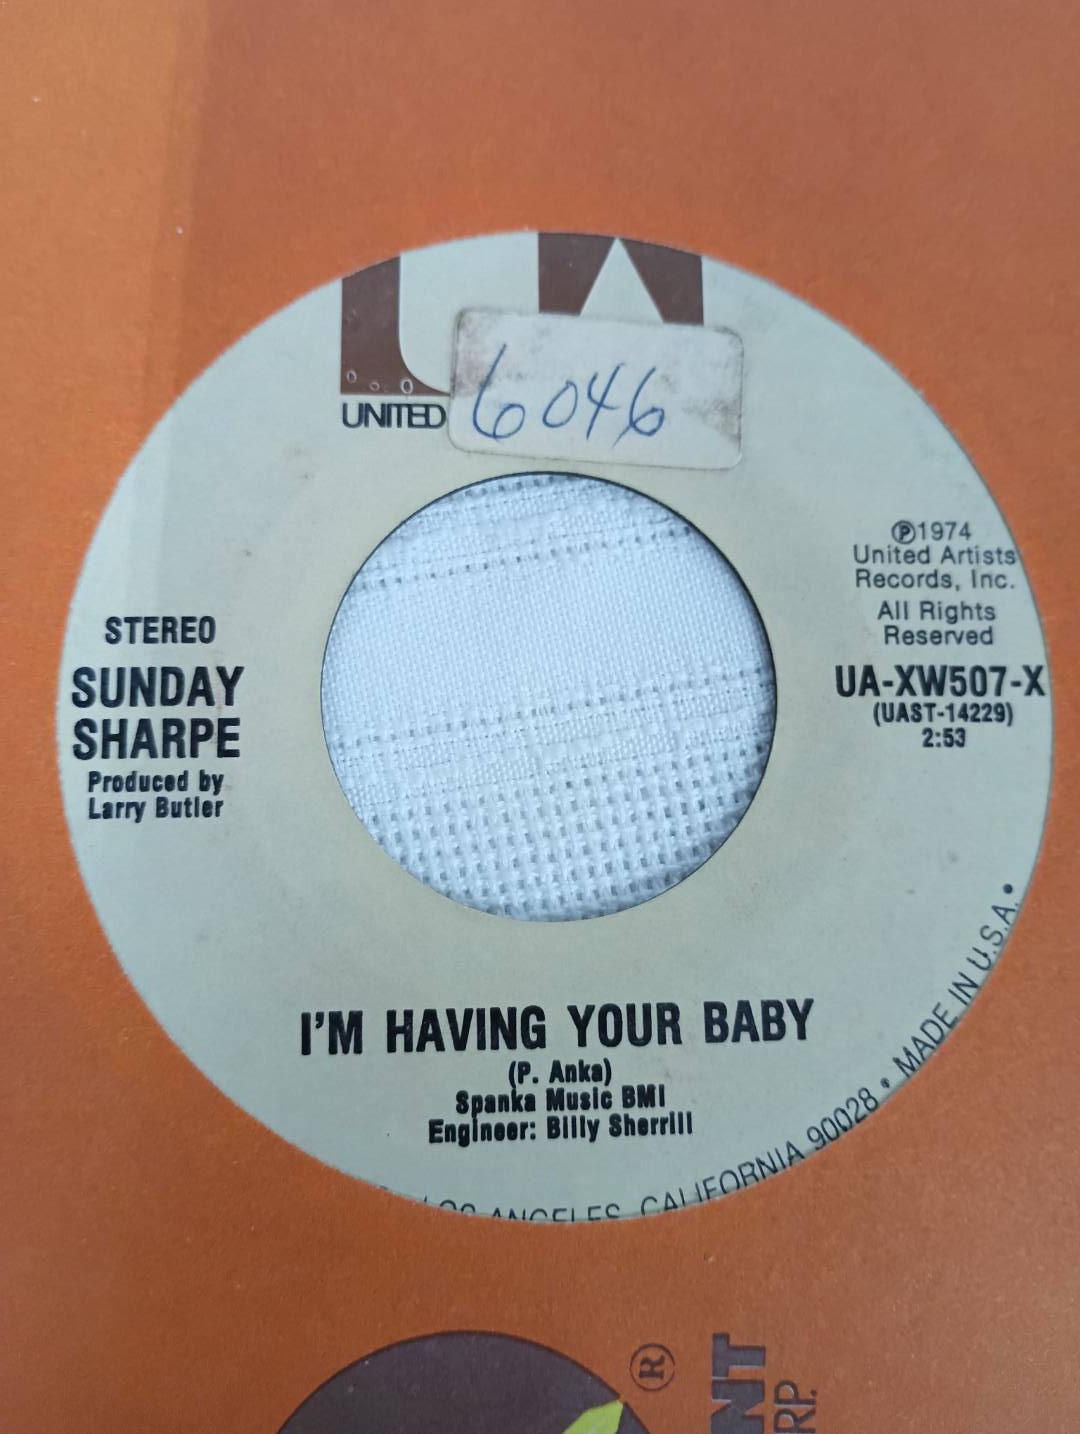 UNITED
6046
STEREO
SUNDAY
SHARPE
Produced by
Larry Butler
℗1974
United Artists
Records, Inc.
All Rights
Reserved
UA-XW507-X
(UAST-14229)
2:53
I'M HAVING YOUR BABY
(P. Anka)
Spanka Music BMI
Engineer: Billy Sherrill
LOS ANGELES, CALIFORNIA 90028 • MADE IN U.S.A. •
®